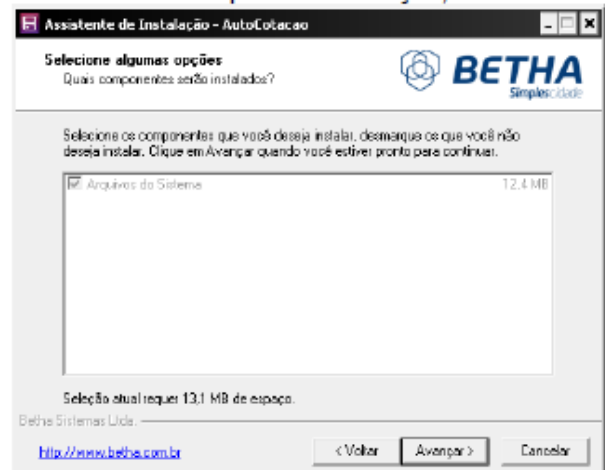 Assistente de Instalação - AutoCotacao
Selecione algumas opções
Quais componentes serão instalados?
BETHA
Simplescidade
Selecione os componentes que você deseja instalar, desmarque os que você não
deseja instalar. Clique em Avançar quando você estiver pronto para continuar.
Arquivos do Sistema 12,4 MB
Seleção atual requer 13,1 MB de espaço.
Betha Sistemas Ltda.
http://www.betha.com.br
< Voltar Avançar > Cancelar